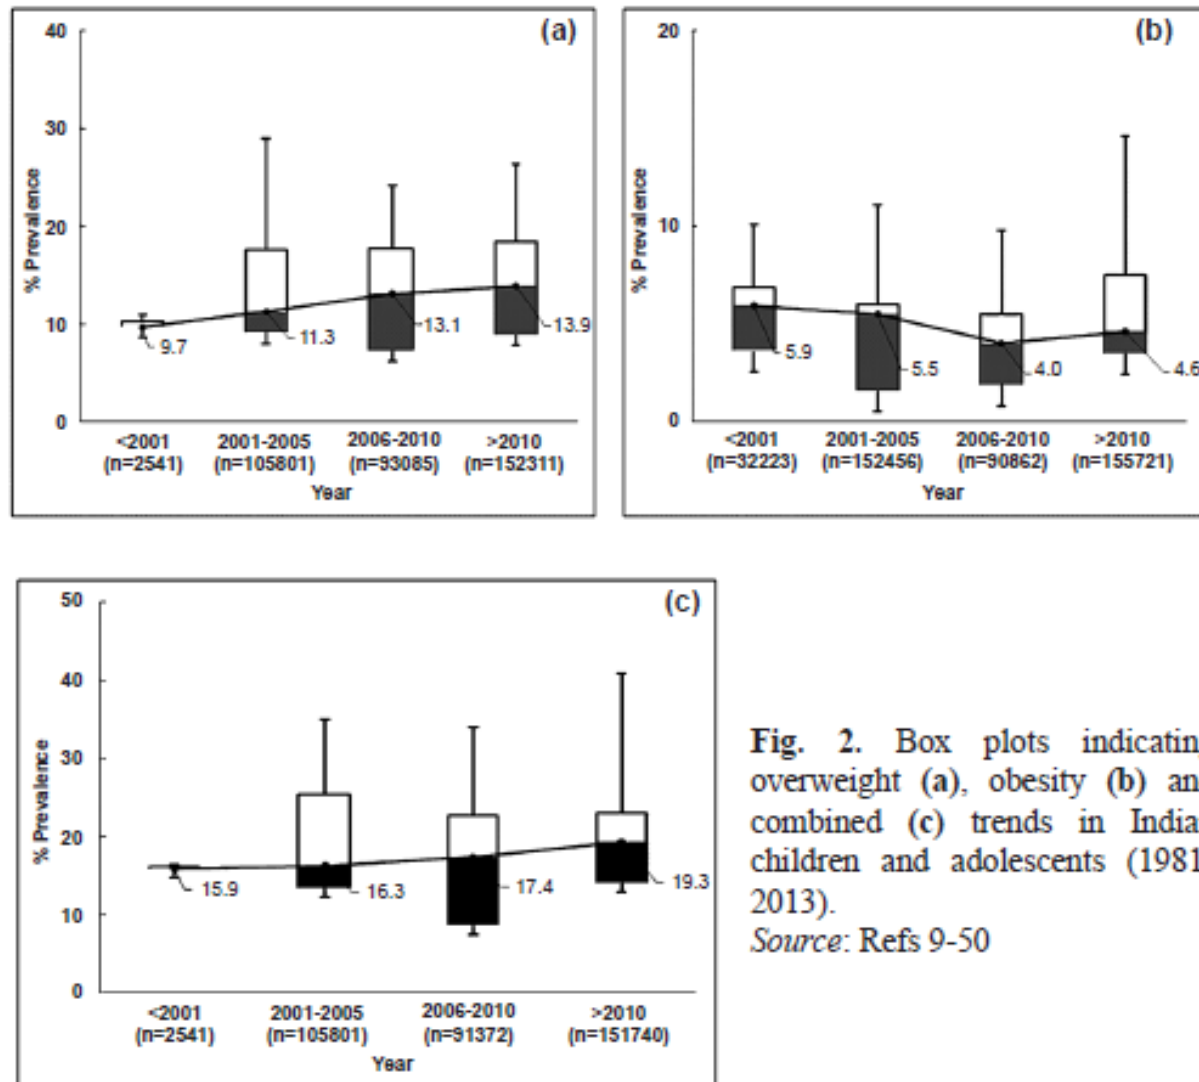 (a)
40
30
20
10
0
% Prevalence
9.7
11.3
13.1
13.9
<2001 2001-2005 2006-2010 >2010
(n=2541) (n=105801) (n=93085) (n=152311)
Year
(b)
20
10
0
% Prevalence
5.9
5.5
4.0
4.6
<2001 2001-2005 2006-2010 >2010
(n=32223) (n=152456) (n=90862) (n=155721)
Year
(c)
50
40
30
20
10
0
% Prevalence
15.9
16.3
17.4
19.3
<2001 2001-2005 2006-2010 >2010
(n=2541) (n=105801) (n=91372) (n=151740)
Year
Fig. 2. Box plots indicatin
overweight (a), obesity (b) an
combined (c) trends in India
children and adolescents (1981
2013).
Source: Refs 9-50